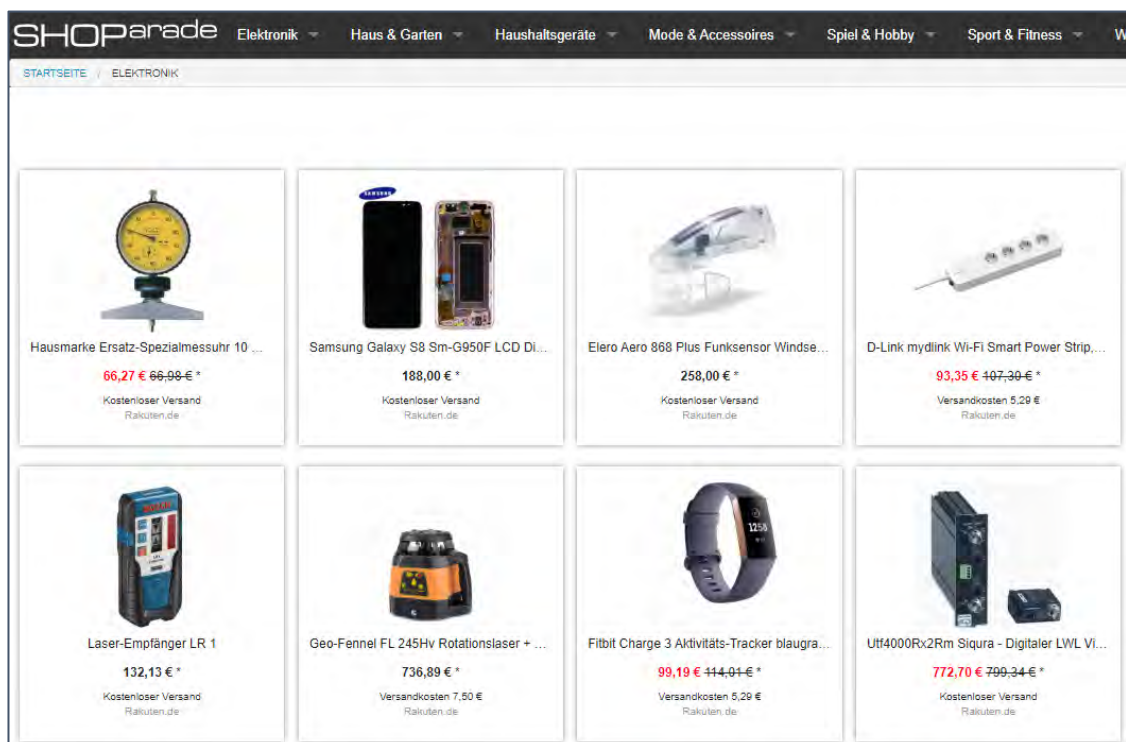 SHOParade Elektronik Haus & Garten Haushaltsgeräte Mode & Accessoires Spiel & Hobby Sport & Fitness W
STARTSEITE / ELEKTRONIK
SAMSUNG
Hausmarke Ersatz-Spezialmessuhr 10 ...
66,27 € 66,98 € *
Kostenloser Versand
Rakuten.de
Samsung Galaxy S8 Sm-G950F LCD Di...
188,00 € *
Kostenloser Versand
Rakuten.de
Elero Aero 868 Plus Funksensor Windse...
258,00 € *
Kostenloser Versand
Rakuten.de
D-Link mydlink Wi-Fi Smart Power Strip,...
93,35 € 107,30 € *
Versandkosten 5,29 €
Rakuten.de
BOSCH
Laser-Empfänger LR 1
132,13 € *
Kostenloser Versand
Rakuten.de
Geo-Fennel FL 245Hv Rotationslaser + ...
736,89 € *
Versandkosten 7,50 €
Rakuten.de
12:58
Fitbit Charge 3 Aktivitäts-Tracker blaugra...
99,19 € 114,01 € *
Versandkosten 5,29 €
Rakuten.de
Utf4000Rx2Rm Siqura - Digitaler LWL Vi...
772,70 € 799,34 € *
Kostenloser Versand
Rakuten.de